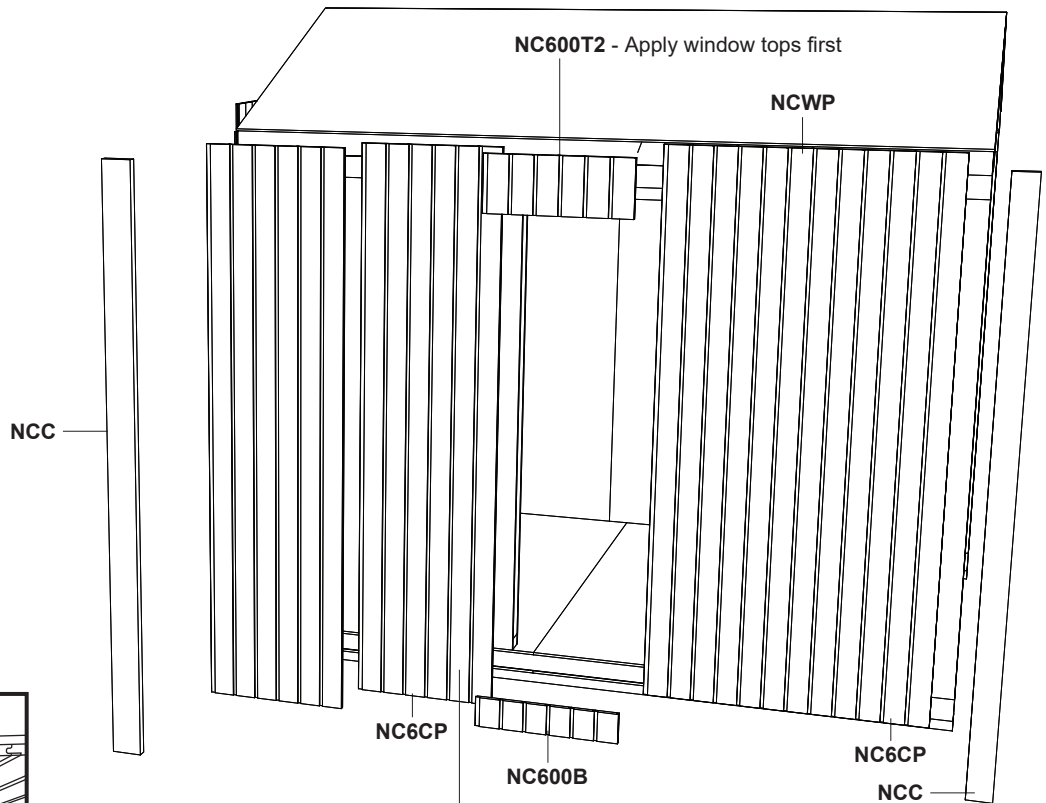 NC600T2 - Apply window tops first
NCWP
NCC
NC6CP
NC600B
NC6CP
NCC